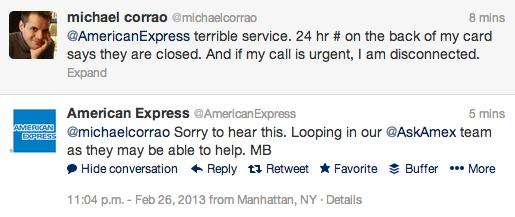 michael corrao @michaelcorrao 8 mins
@AmericanExpress terrible service. 24 hr # on the back of my card
says they are closed. And if my call is urgent, I am disconnected.
Expand
American Express @AmericanExpress 5 mins
AMERICAN
EXPRESS
@michaelcorrao Sorry to hear this. Looping in our @AskAmex team
as they may be able to help. MB
Hide conversation Reply Retweet Favorite Buffer More
11:04 p.m. - Feb 26, 2013 from Manhattan, NY · Details